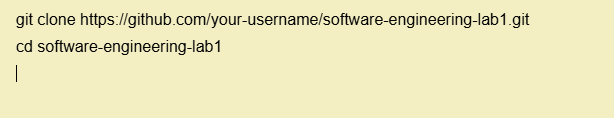 git clone https://github.com/your-username/software-engineering-lab1.git
cd software-engineering-lab1